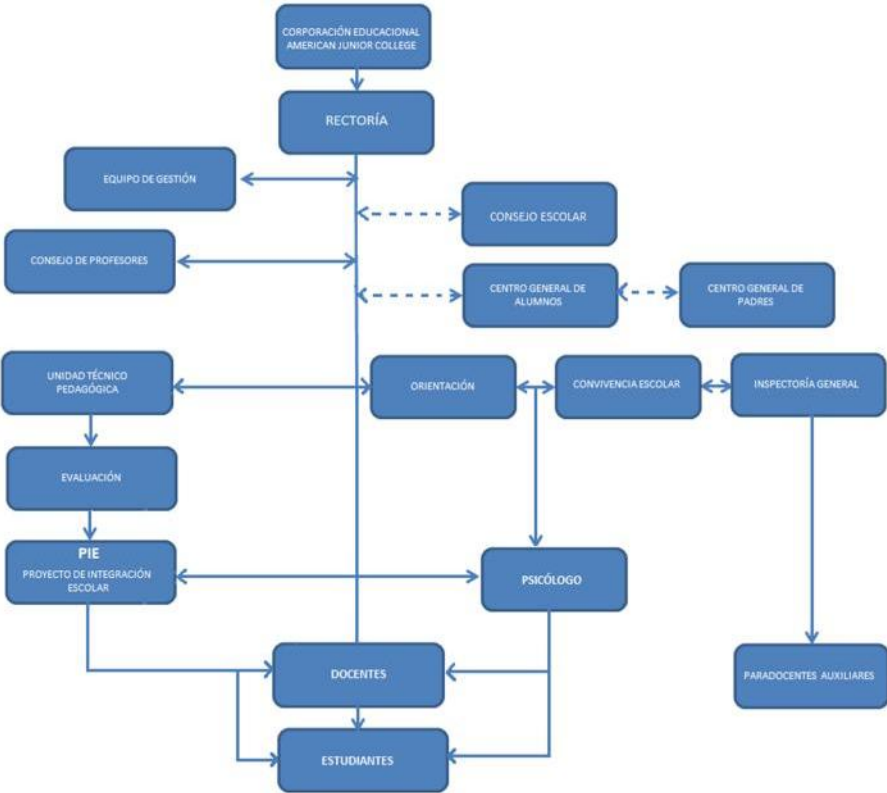 CORPORACIÓN EDUCACIONAL
AMERICAN JUNIOR COLLEGE
RECTORÍA
EQUIPO DE GESTIÓN
CONSEJO ESCOLAR
CONSEJO DE PROFESORES
CENTRO GENERAL DE
ALUMNOS
CENTRO GENERAL DE
PADRES
UNIDAD TÉCNICO
PEDAGÓGICA
ORIENTACIÓN
CONVIVENCIA ESCOLAR
INSPECTORÍA GENERAL
EVALUACIÓN
PIE
PROYECTO DE INTEGRACIÓN
ESCOLAR
PSICÓLOGO
DOCENTES
PARADOCENTES AUXILIARES
ESTUDIANTES